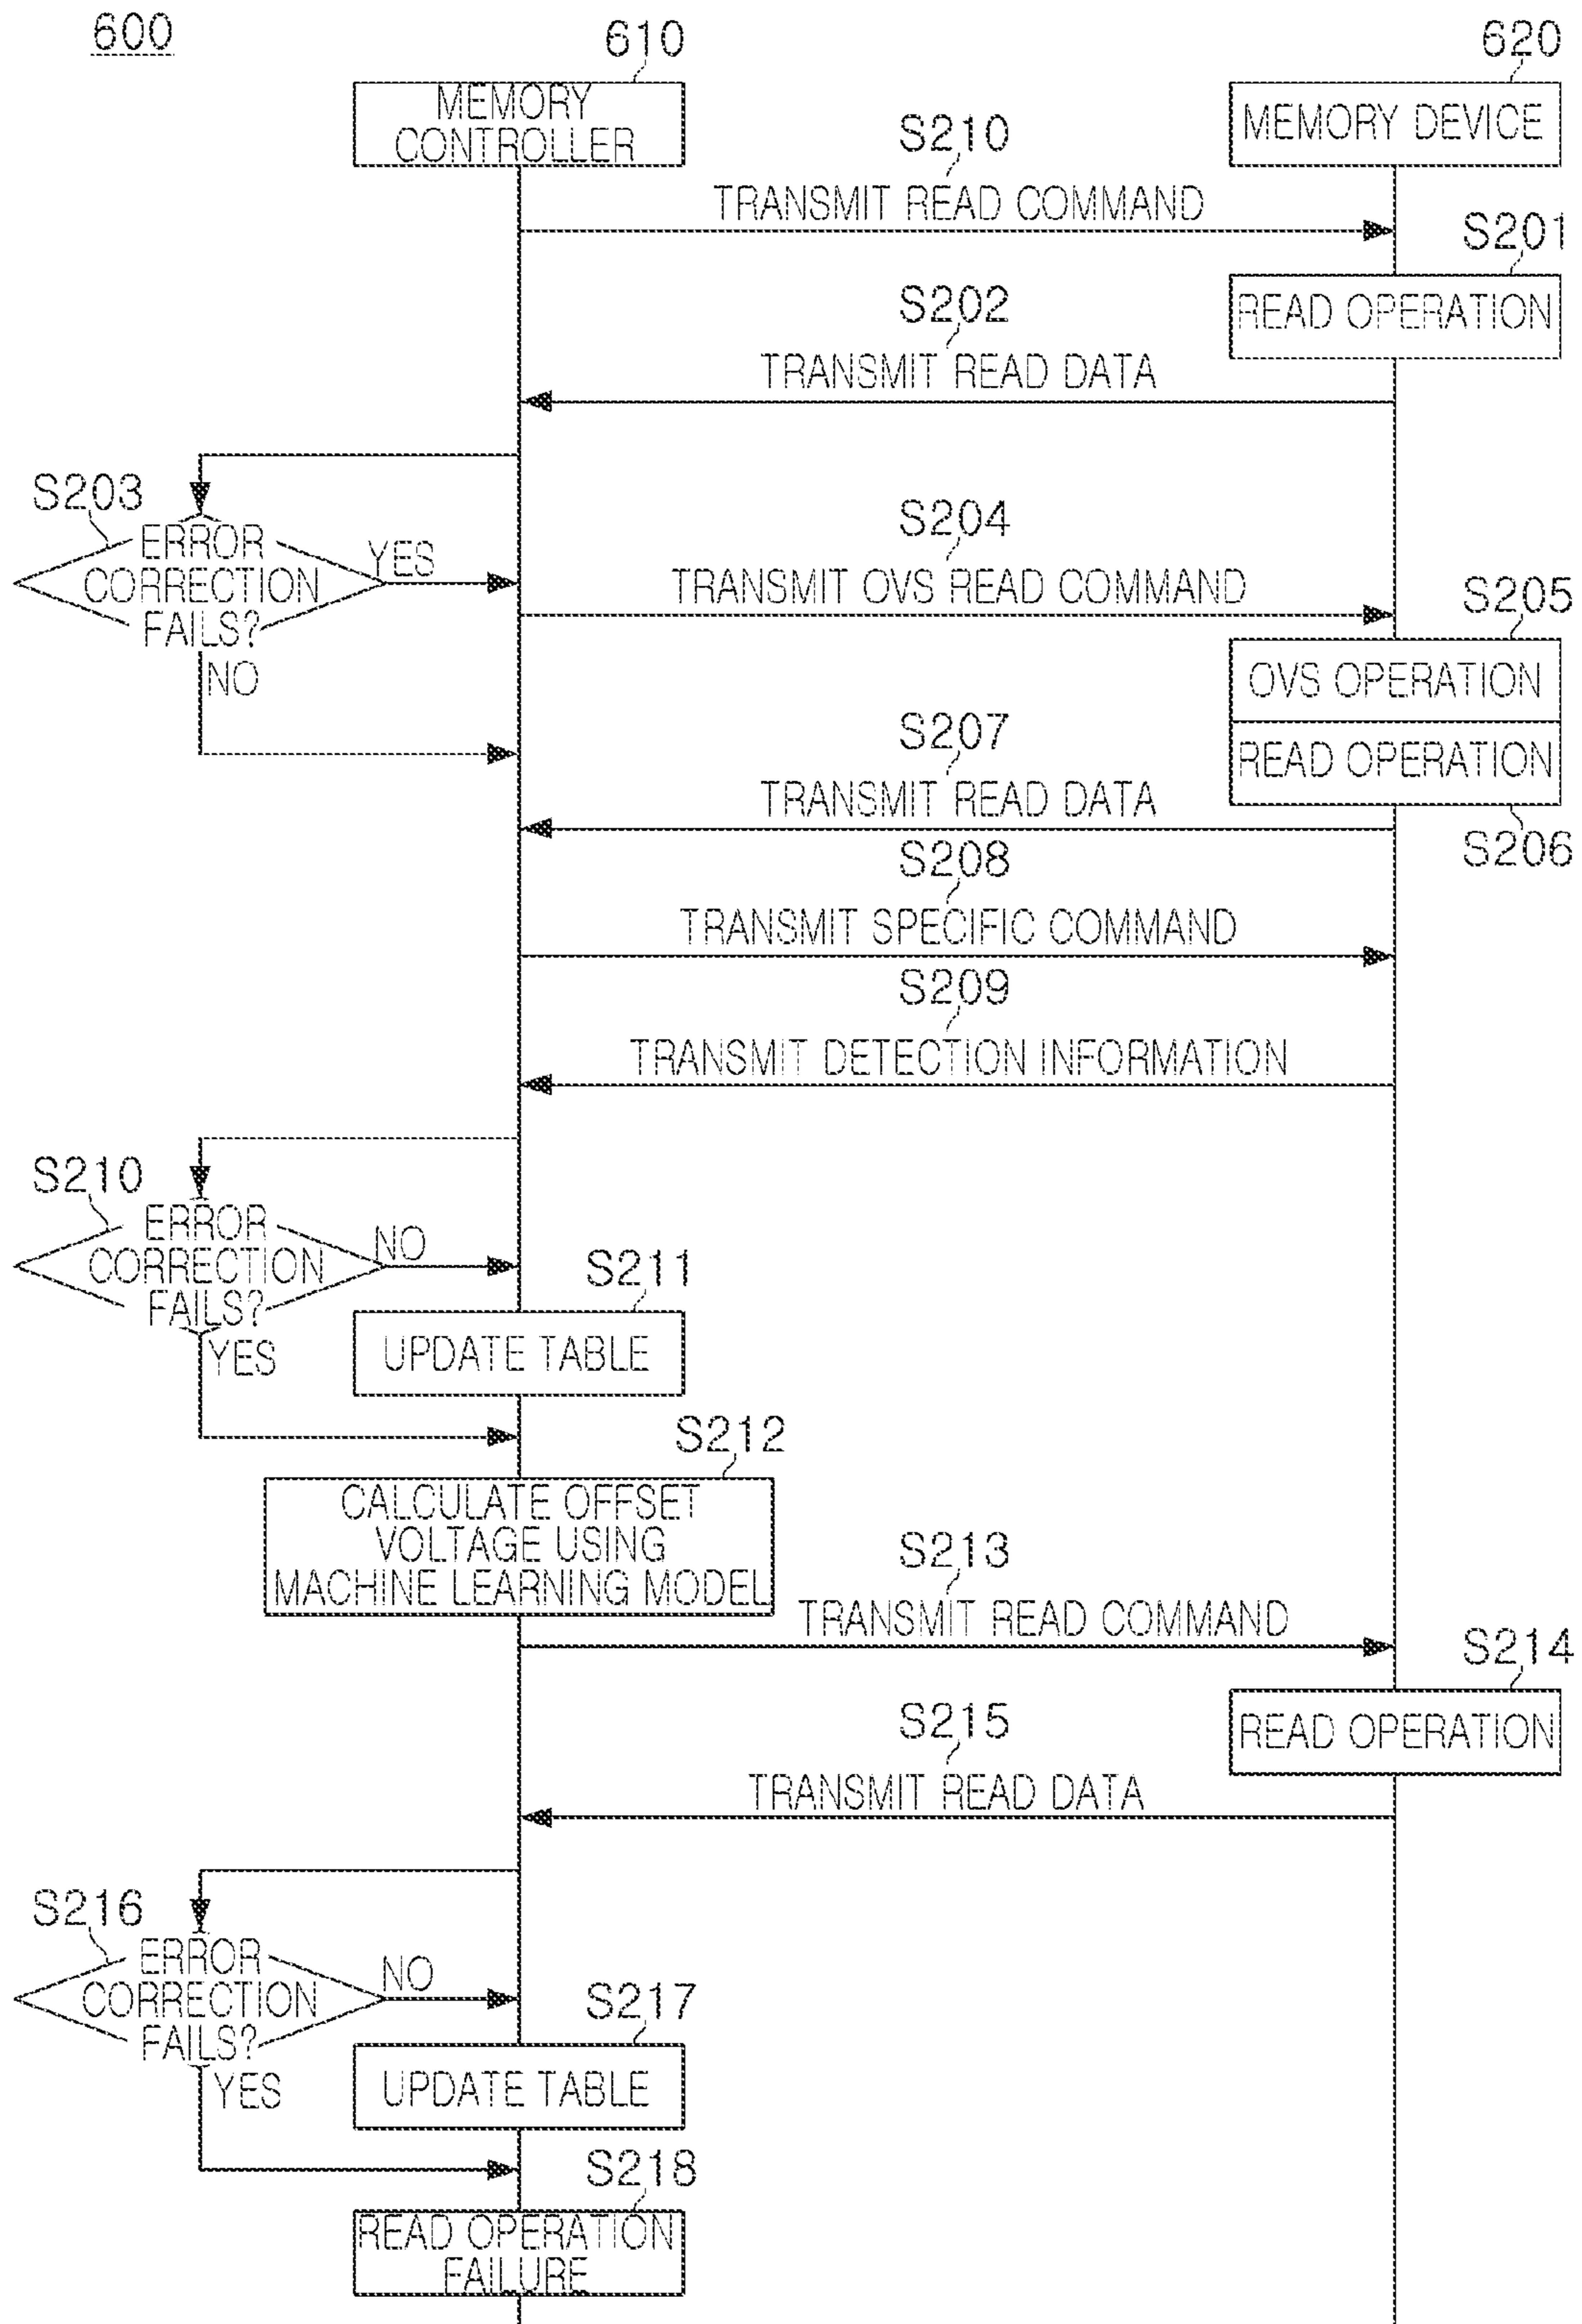 600
610
620
MEMORY
CONTROLLER
MEMORY DEVICE
S210
TRANSMIT READ COMMAND
S201
READ OPERATION
S202
TRANSMIT READ DATA
S203
ERROR
CORRECTION
FAILS?
YES
NO
S204
TRANSMIT OVS READ COMMAND
S205
OVS OPERATION
S207
READ OPERATION
TRANSMIT READ DATA
S206
S208
TRANSMIT SPECIFIC COMMAND
S209
TRANSMIT DETECTION INFORMATION
S210
ERROR
CORRECTION
FAILS?
NO
YES
S211
UPDATE TABLE
S212
CALCULATE OFFSET
VOLTAGE USING
MACHINE LEARNING MODEL
S213
TRANSMIT READ COMMAND
S214
READ OPERATION
S215
TRANSMIT READ DATA
S216
ERROR
CORRECTION
FAILS?
NO
YES
S217
UPDATE TABLE
S218
READ OPERATION
FAILURE